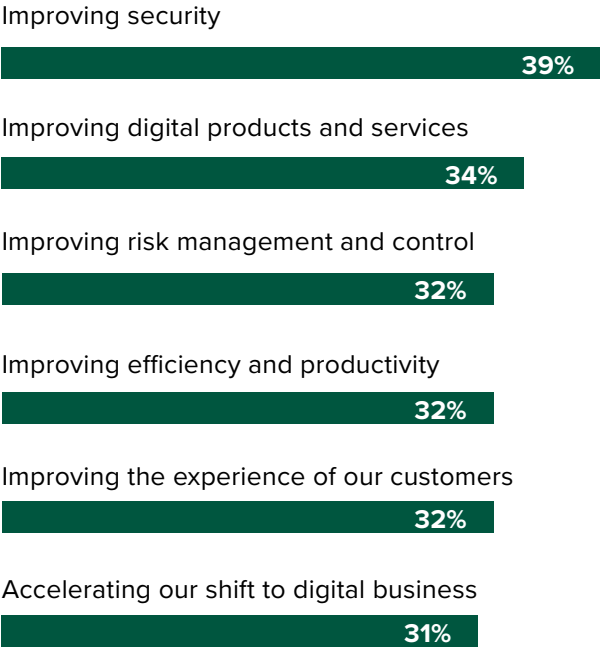 Improving security
39%
Improving digital products and services
34%
Improving risk management and control
32%
Improving efficiency and productivity
32%
Improving the experience of our customers
32%
Accelerating our shift to digital business
31%